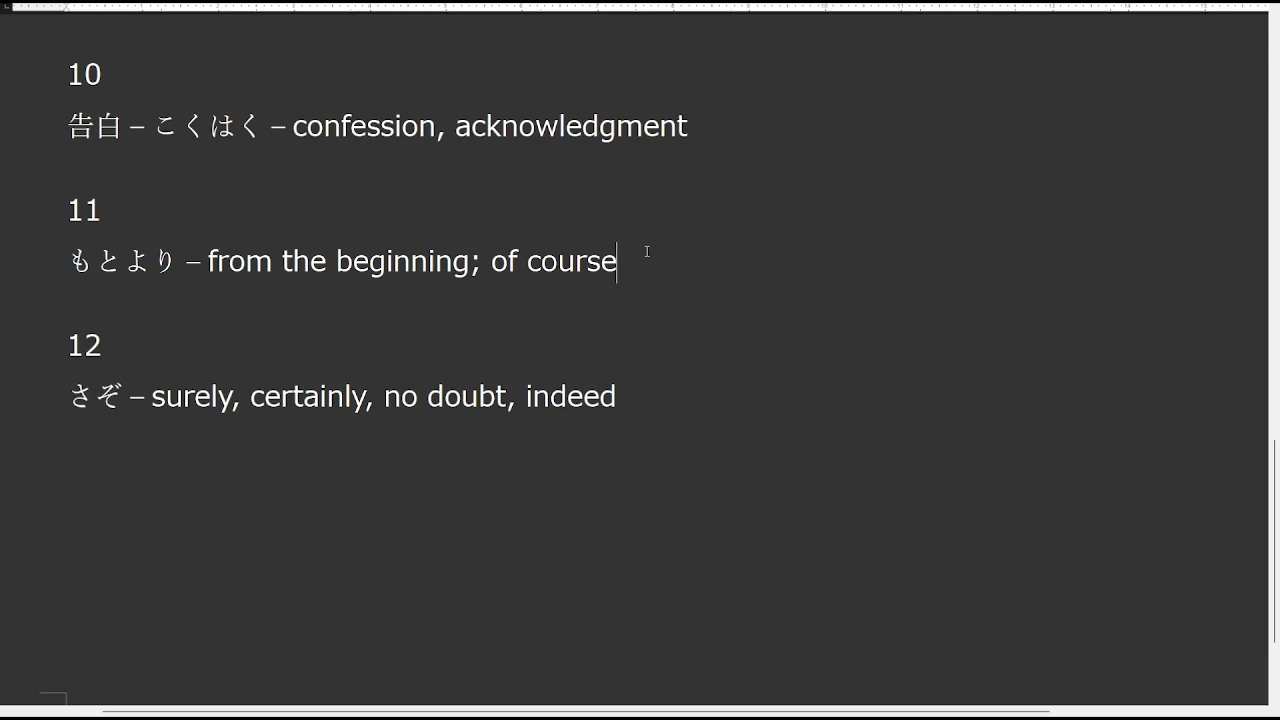 10
告白 – こくはく – confession, acknowledgment
11
もとより – from the beginning; of course
12
さぞ – surely, certainly, no doubt, indeed